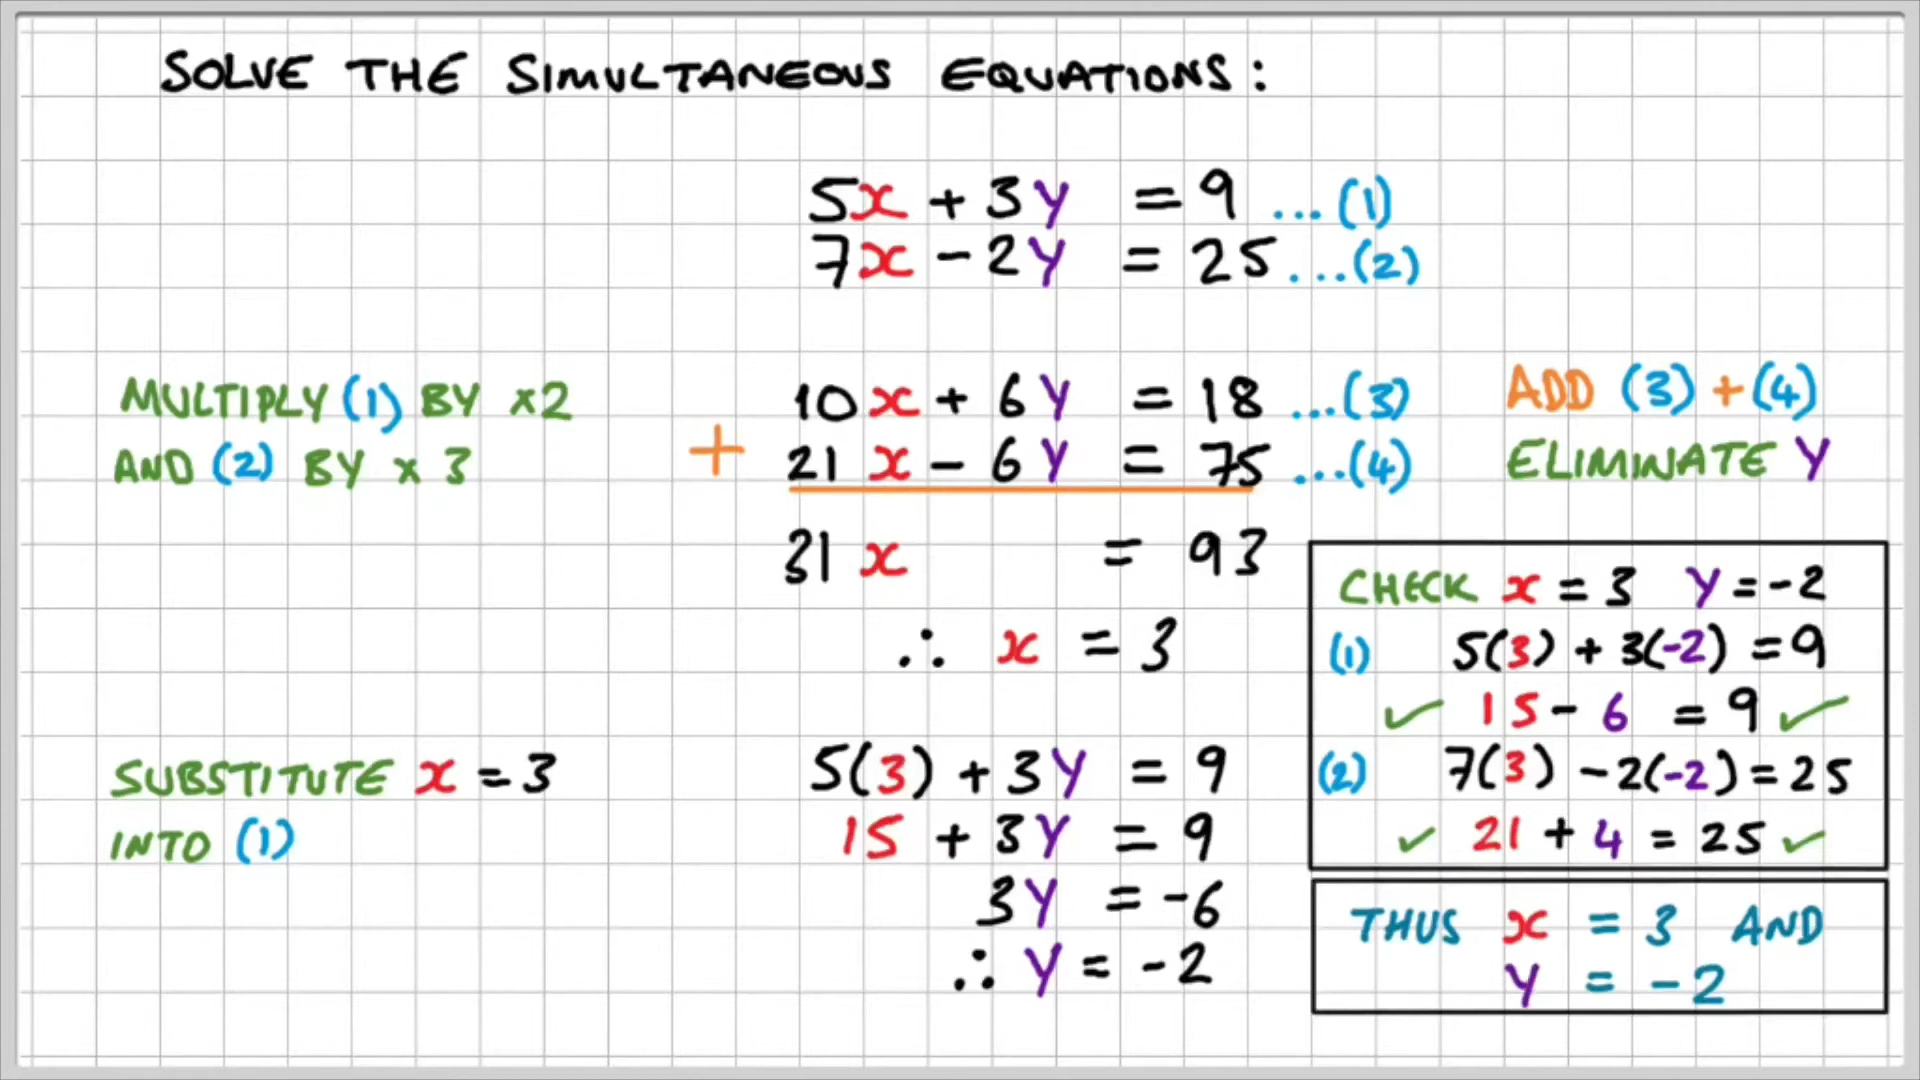 SOLVE THE SIMULTANEOUS EQUATIONS:
5x + 3y = 9 ...(1)
7x - 2y = 25 ...(2)
MULTIPLY (1) BY x2
AND (2) BY x 3
10x + 6y = 18 ...(3)
+ 21x - 6y = 75 ...(4)
ADD (3) + (4)
ELIMINATE Y
31x = 93
∴ x = 3
SUBSTITUTE x = 3
INTO (1)
5(3) + 3y = 9
15 + 3y = 9
3y = -6
∴ y = -2
CHECK x = 3 y = -2
(1) 5(3) + 3(-2) = 9
✓ 15 - 6 = 9 ✓
(2) 7(3) - 2(-2) = 25
✓ 21 + 4 = 25 ✓
THUS x = 3 AND
y = -2